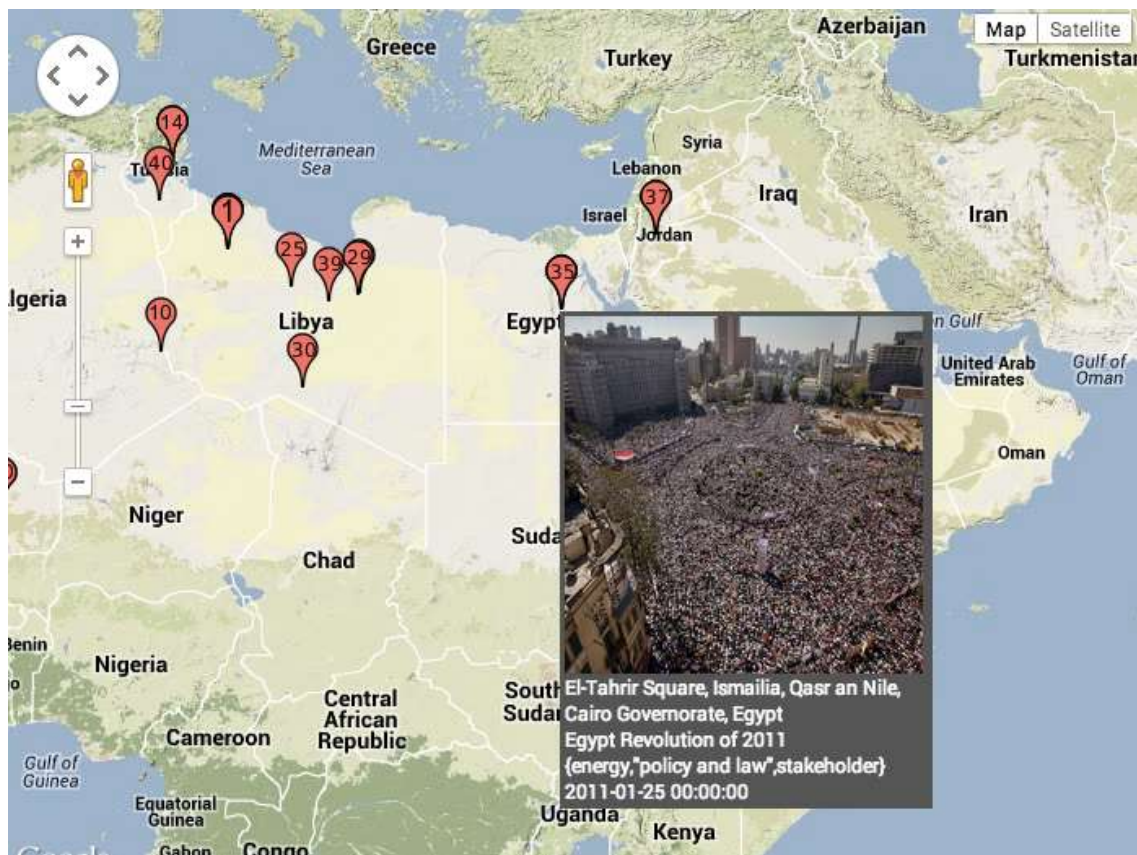 Azerbaijan
Map
Satellite
Greece
Turkey
Turkmenistan
14
Mediterranean
Sea
Syria
40
Lebanon
37
Iraq
Iran
1
Israel
Jordan
25
39
29
35
lgeria
10
Libya
Egypt
n Gulf
30
United Arab
Emirates
Gulf of
Oman
Oman
Niger
Suda
Chad
Benin
Nigeria
Central
African
Republic
South
Sudan
El-Tahrir Square, Ismailia, Qasr an Nile,
Cairo Governorate, Egypt
Egypt Revolution of 2011
{energy,"policy and law",stakeholder}
2011-01-25 00:00:00
Cameroon
Gulf of
Guinea
Equatorial
Guinea
Uganda
Kenya
Gabon
Congo